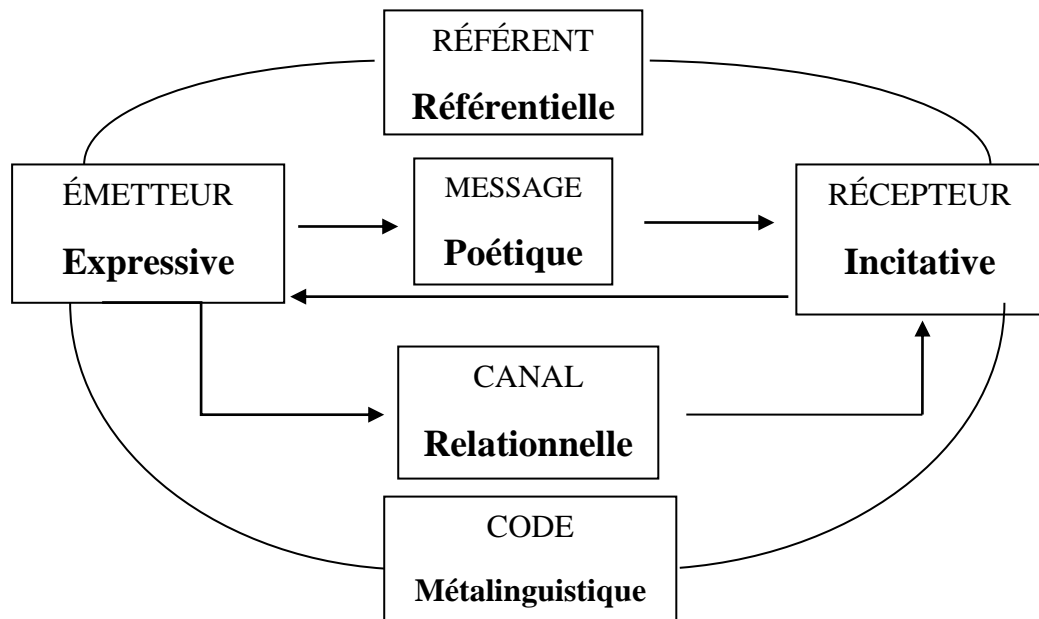 RÉFÉRENT
Référentielle
ÉMETTEUR
Expressive
MESSAGE
Poétique
RÉCEPTEUR
Incitative
CANAL
Relationnelle
CODE
Métalinguistique